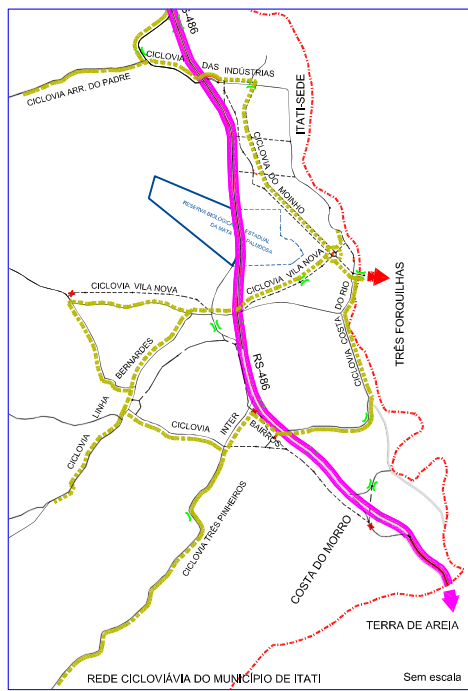 RS-486
CICLOVIA DAS INDÚSTRIAS
CICLOVIA ARR. DO PADRE
ITATI-SEDE
CICLOVIA DO MOINHO
RESERVA BIOLÓGICA ESTADUAL
DA MATA PALUDOSA
CICLOVIA VILA NOVA
CICLOVIA VILA NOVA
TRÊS FORQUILHAS
CICLOVIA COSTA DO RIO
CICLOVIA LINHA BERNARDES
RS-486
CICLOVIA INTER BAIRROS
CICLOVIA TRÊS PINHEIROS
COSTA DO MORRO
TERRA DE AREIA
REDE CICLOVIÁVIA DO MUNICÍPIO DE ITATI
Sem escala